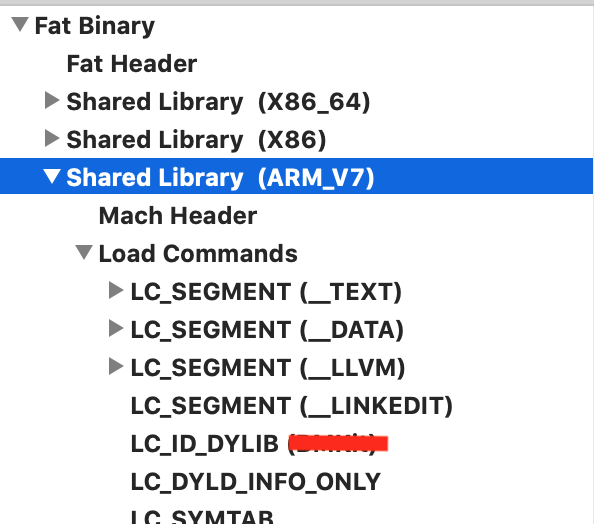 Fat Binary
Fat Header
Shared Library (X86_64)
Shared Library (X86)
Shared Library (ARM_V7)
Mach Header
Load Commands
LC_SEGMENT (__TEXT)
LC_SEGMENT (__DATA)
LC_SEGMENT (__LLVM)
LC_SEGMENT (__LINKEDIT)
LC_ID_DYLIB
LC_DYLD_INFO_ONLY
LC_SYMTAB